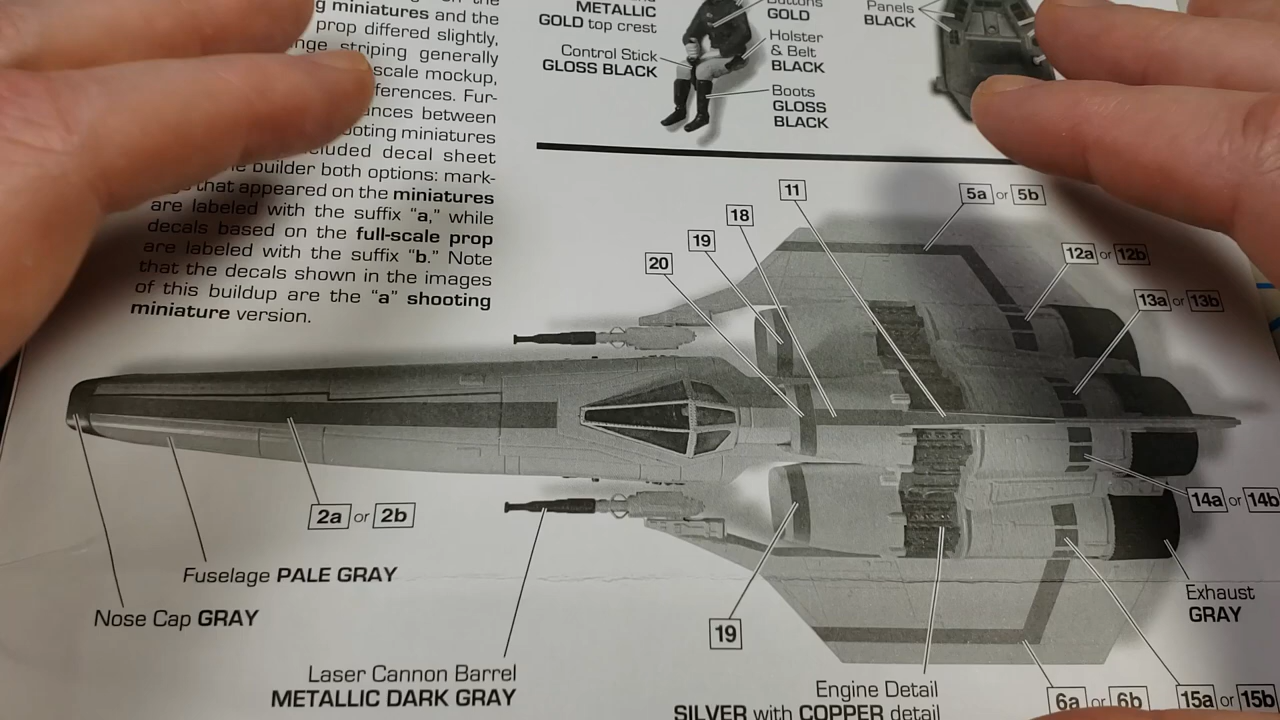 g miniatures and the
prop differed slightly,
striping generally
scale mockup,
between
miniatures
decal sheet
builder both options: mark-
that appeared on the miniatures
are labeled with the suffix "a," while
decals based on the full-scale prop
are labeled with the suffix "b." Note
that the decals shown in the images
of this buildup are the "a" shooting
miniature version.
METALLIC
GOLD top crest
Control Stick
GLOSS BLACK
Buttons
GOLD
Holster
& Belt
BLACK
Boots
GLOSS
BLACK
Panels
BLACK
11
5a or 5b
18
19
20
12a or 12b
13a or 13b
2a or 2b
14a or 14b
Fuselage PALE GRAY
Nose Cap GRAY
Exhaust
GRAY
19
Laser Cannon Barrel
METALLIC DARK GRAY
Engine Detail
SILVER with COPPER detail
6a or 6b
15a or 15b